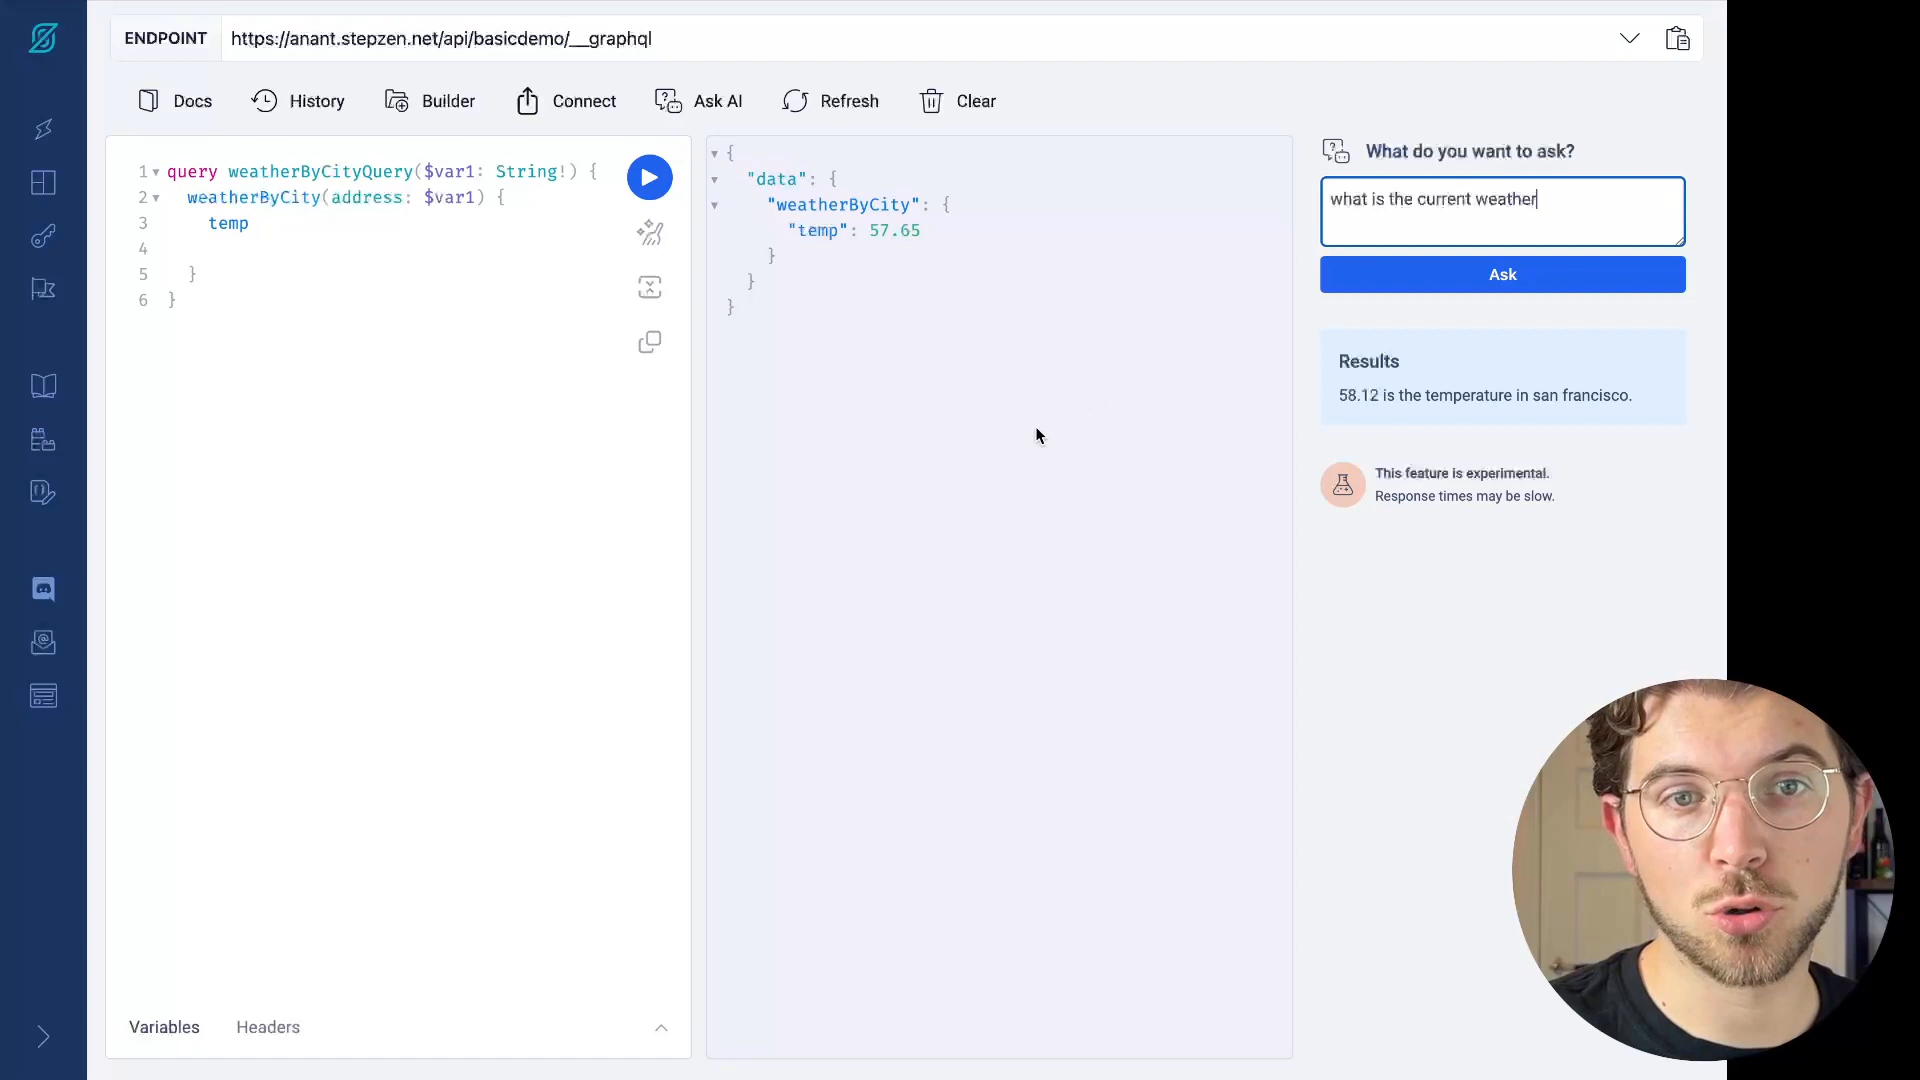 ENDPOINT https://anant.stepzen.net/api/basicdemo/__graphql
Docs History Builder Connect Ask AI Refresh Clear
1 query weatherByCityQuery($var1: String!) {
2 weatherByCity(address: $var1) {
3 temp
4
5 }
6 }
{
"data": {
"weatherByCity": {
"temp": 57.65
}
}
}
What do you want to ask?
what is the current weather
Ask
Results
58.12 is the temperature in san francisco.
This feature is experimental.
Response times may be slow.
Variables Headers